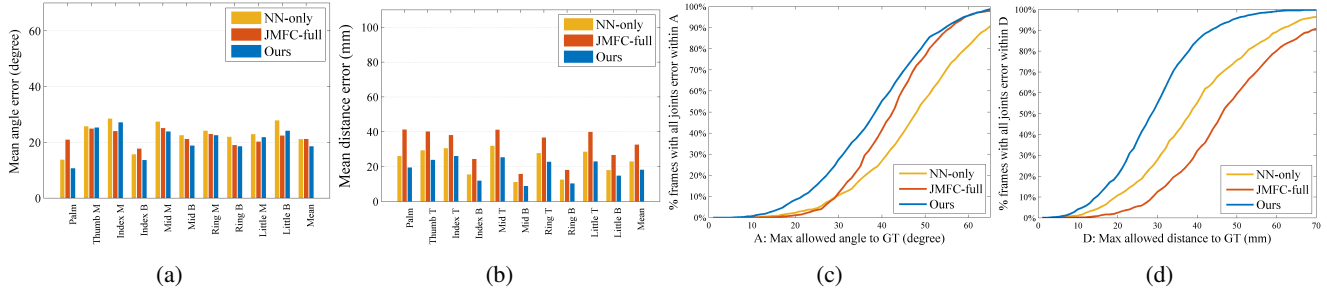 Mean angle error (degree)
60
40
20
0
NN-only
JMFC-full
Ours
Palm
Thumb M
Index M
Index B
Mid M
Mid B
Ring M
Ring B
Little M
Little B
Mean
(a)
Mean distance error (mm)
100
80
60
40
20
0
NN-only
JMFC-full
Ours
Palm
Thumb T
Index T
Index B
Mid T
Mid B
Ring T
Ring B
Little T
Little B
Mean
(b)
% frames with all joints error within A
100%
90%
80%
70%
60%
50%
40%
30%
20%
10%
0%
0
10
20
30
40
50
60
NN-only
JMFC-full
Ours
A: Max allowed angle to GT (degree)
(c)
% frames with all joints error within D
100%
90%
80%
70%
60%
50%
40%
30%
20%
10%
0%
0
10
20
30
40
50
60
70
NN-only
JMFC-full
Ours
D: Max allowed distance to GT (mm)
(d)